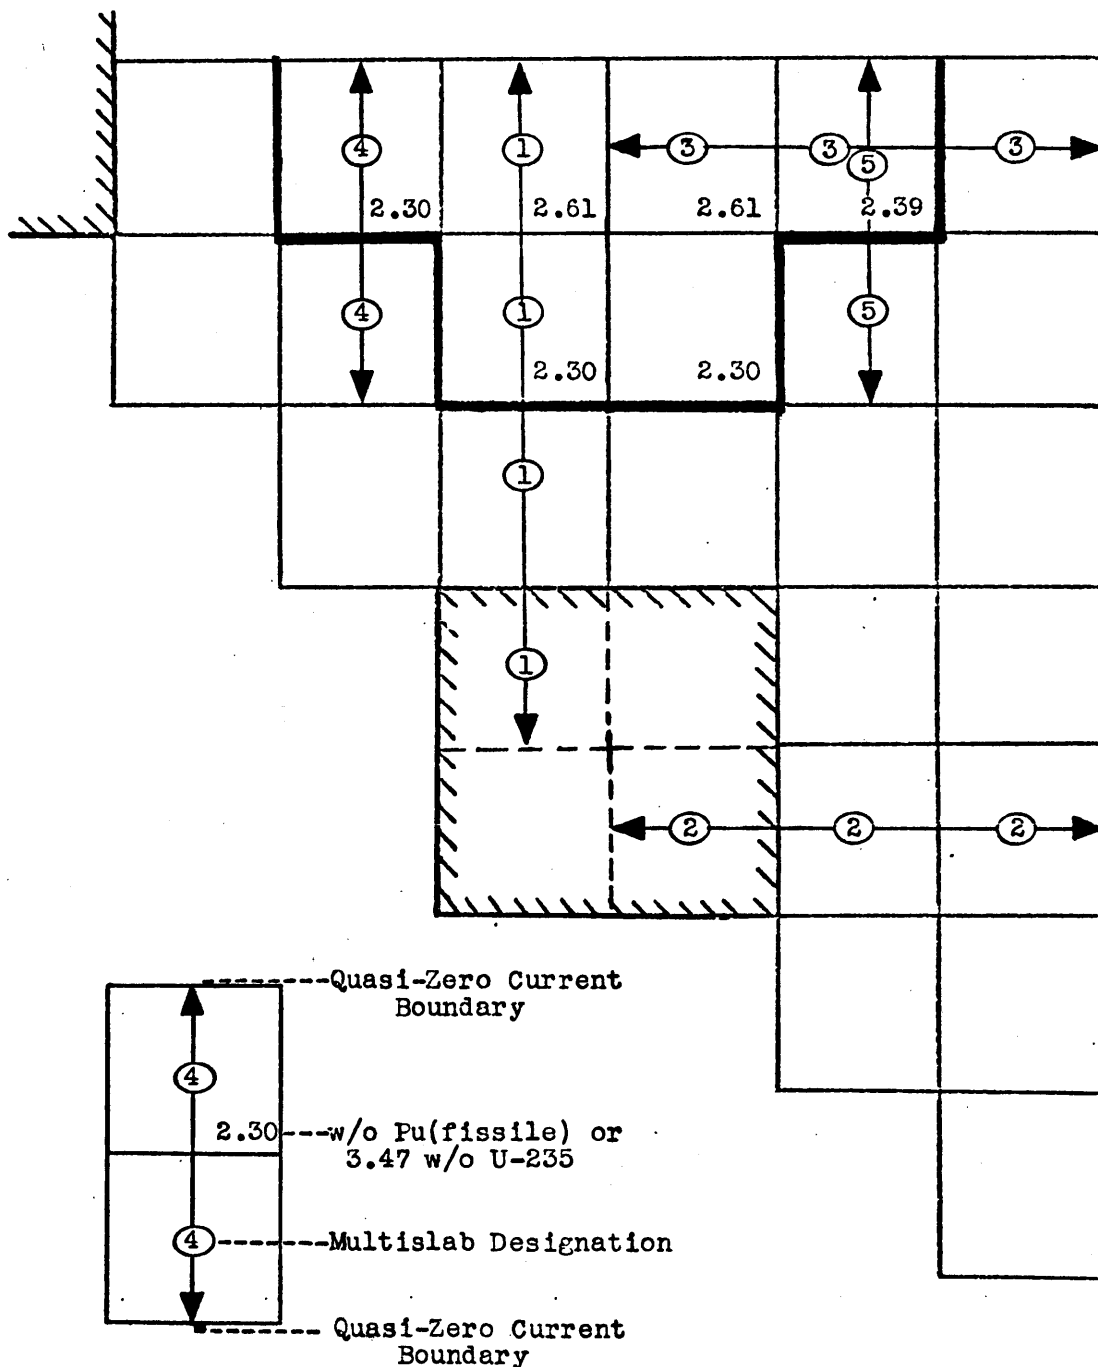 4 1 3 3 5 3
2.30 2.61 2.61 2.39
4 1 5
2.30 2.30
1
1
2 2 2
Quasi-Zero Current
Boundary
4
2.30 w/o Pu(fissile) or
3.47 w/o U-235
4 Multislab Designation
Quasi-Zero Current
Boundary